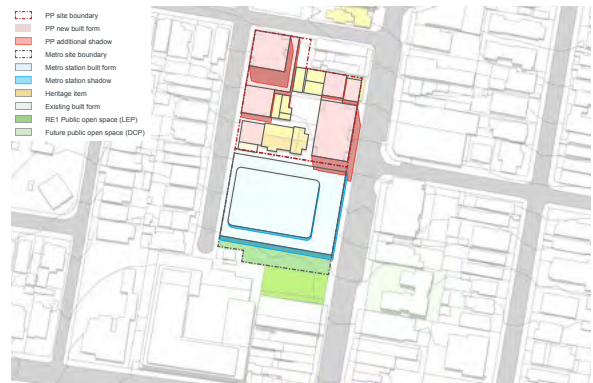 PP site boundary
PP new built form
PP additional shadow
Metro site boundary
Metro station built form
Metro station shadow
Heritage item
Existing built form
RE1 Public open space (LEP)
Future public open space (DCP)